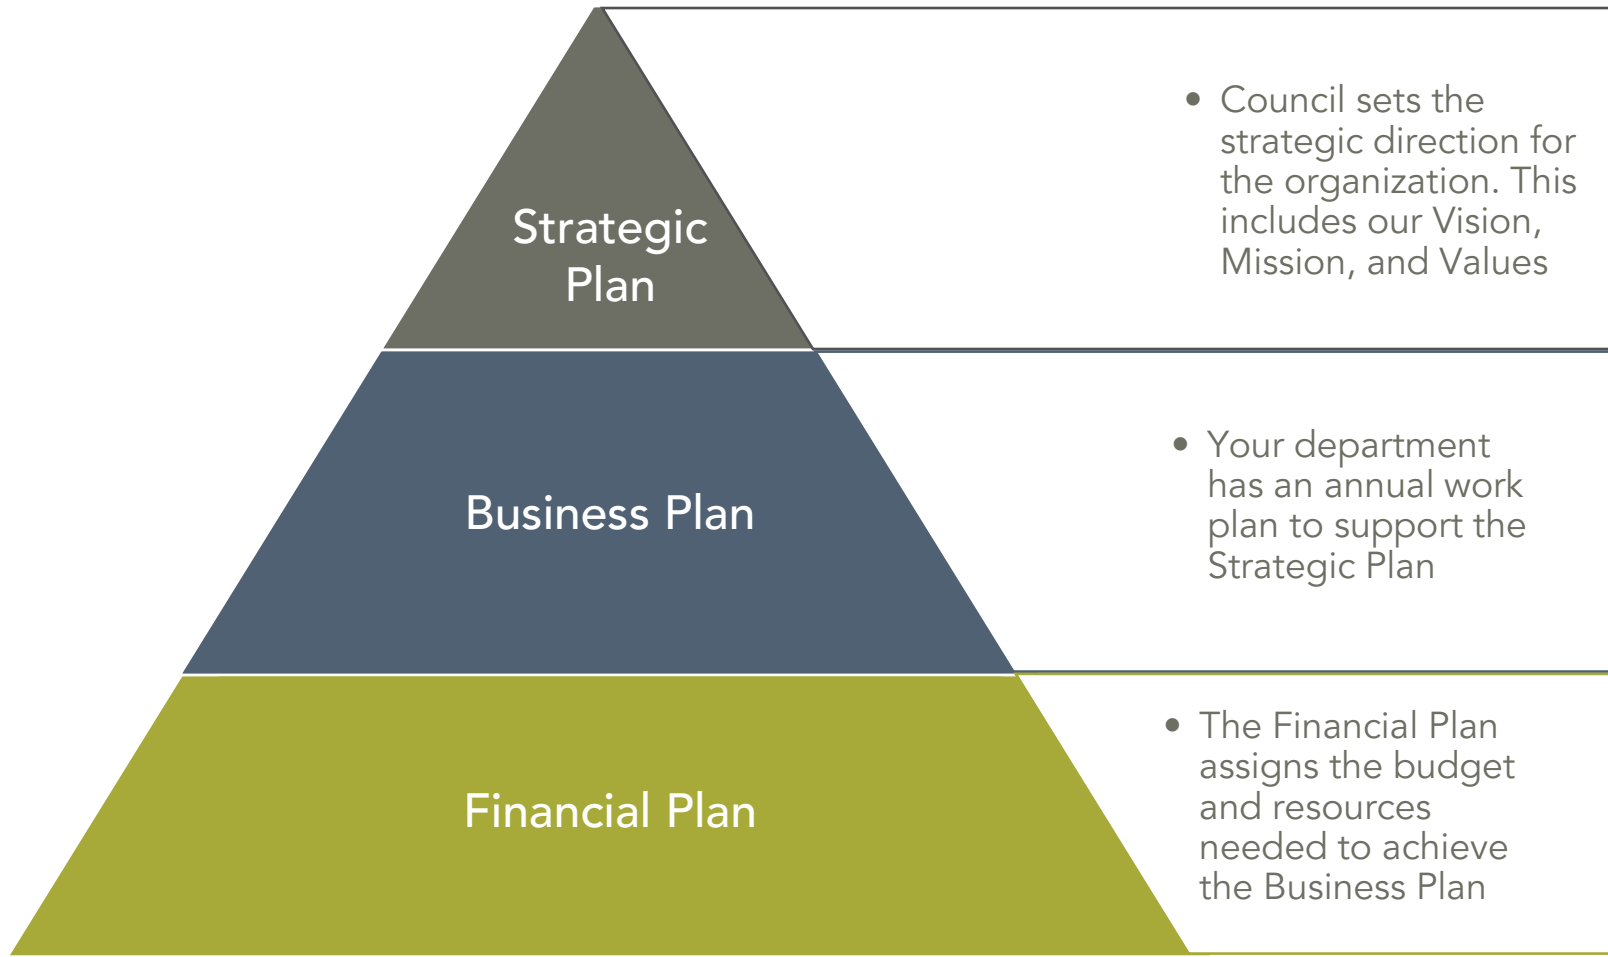 Strategic
Plan
• Council sets the
strategic direction for
the organization. This
includes our Vision,
Mission, and Values
Business Plan
• Your department
has an annual work
plan to support the
Strategic Plan
Financial Plan
• The Financial Plan
assigns the budget
and resources
needed to achieve
the Business Plan